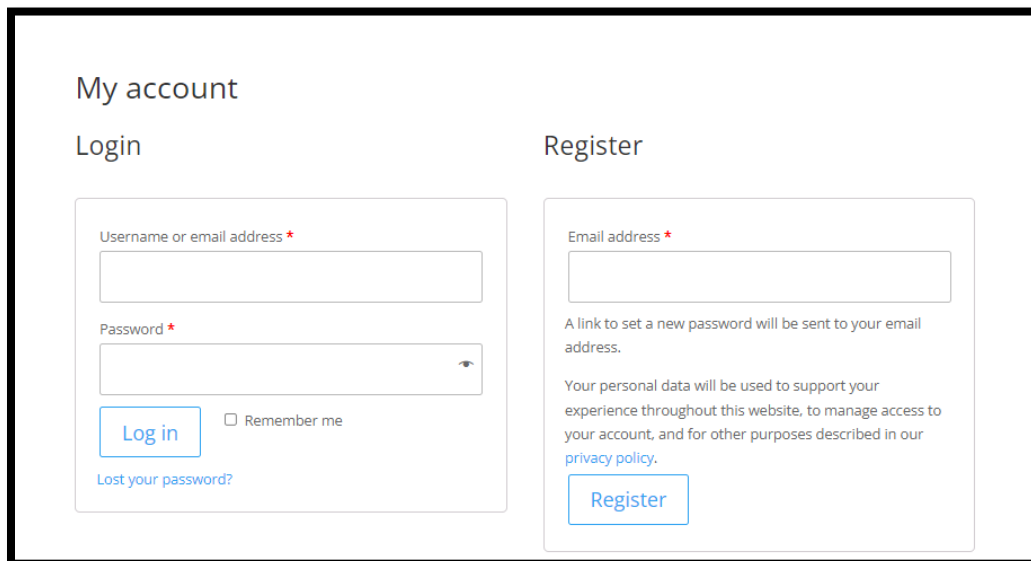 My account
Login
Username or email address *
Password *
Log in
Remember me
Lost your password?
Register
Email address *
A link to set a new password will be sent to your email
address.
Your personal data will be used to support your
experience throughout this website, to manage access to
your account, and for other purposes described in our
privacy policy.
Register